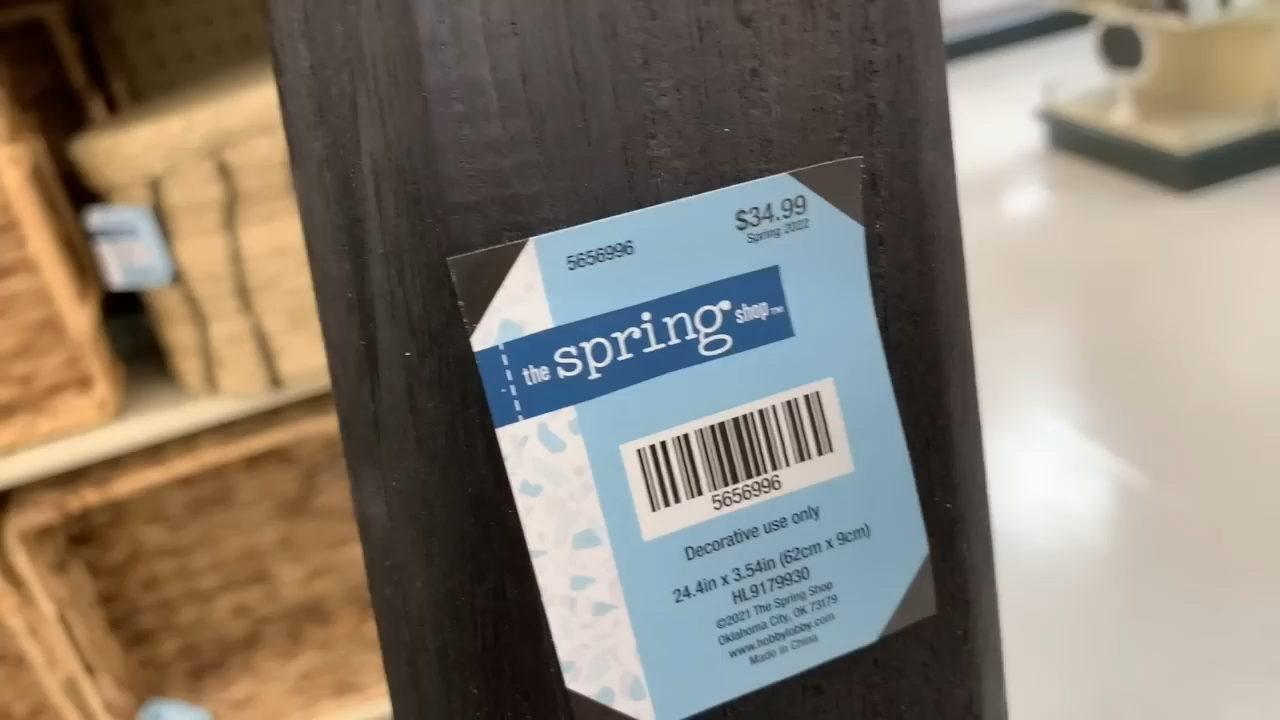 $34.99
5656996
Spring 2022
the spring shop™
5656996
Decorative use only
24.4in x 3.54in (62cm x 9cm)
HL9179930
©2021 The Spring Shop
Oklahoma City, OK 73179
www.hobbylobby.com
Made in China